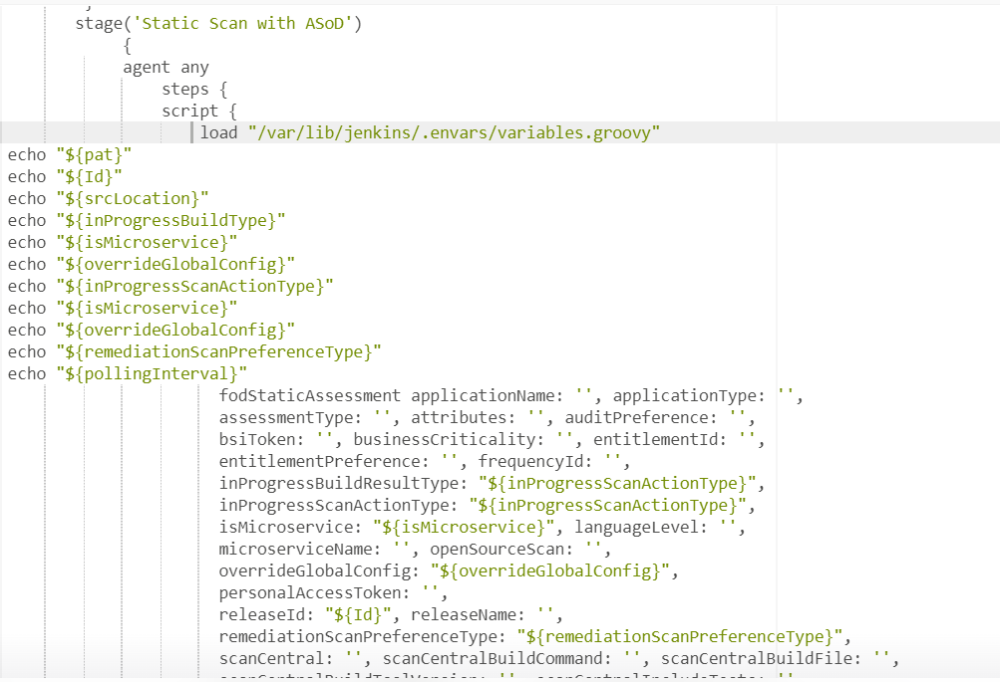 }
stage('Static Scan with ASoD')
{
agent any
steps {
script {
load "/var/lib/jenkins/.envars/variables.groovy"
echo "${pat}"
echo "${Id}"
echo "${srcLocation}"
echo "${inProgressBuildType}"
echo "${isMicroservice}"
echo "${overrideGlobalConfig}"
echo "${inProgressScanActionType}"
echo "${isMicroservice}"
echo "${overrideGlobalConfig}"
echo "${remediationScanPreferenceType}"
echo "${pollingInterval}"
fodStaticAssessment applicationName: '', applicationType: '',
assessmentType: '', attributes: '', auditPreference: '',
bsiToken: '', businessCriticality: '', entitlementId: '',
entitlementPreference: '', frequencyId: '',
inProgressBuildResultType: "${inProgressScanActionType}",
inProgressScanActionType: "${inProgressScanActionType}",
isMicroservice: "${isMicroservice}", languageLevel: '',
microserviceName: '', openSourceScan: '',
overrideGlobalConfig: "${overrideGlobalConfig}",
personalAccessToken: '',
releaseId: "${Id}", releaseName: '',
remediationScanPreferenceType: "${remediationScanPreferenceType}",
scanCentral: '', scanCentralBuildCommand: '', scanCentralBuildFile: '',